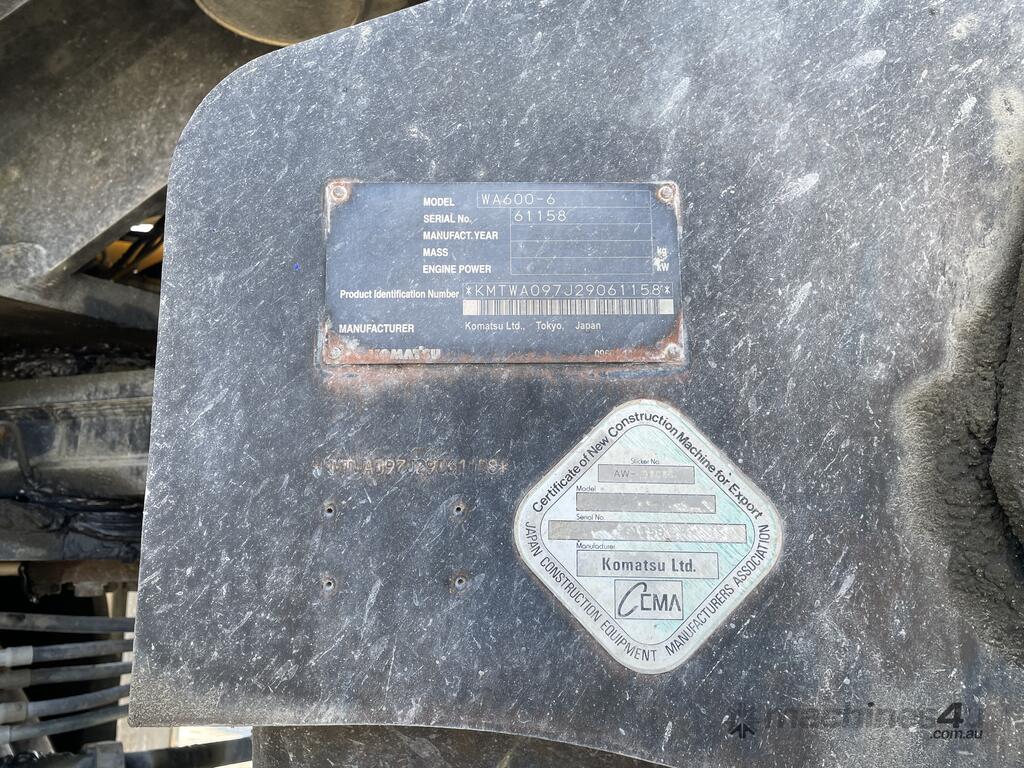 MODEL WA600-6
SERIAL No. 61158
MANUFACT.YEAR
MASS kg
ENGINE POWER kW
Product Identification Number *KMTWA097J29061158*
MANUFACTURER Komatsu Ltd., Tokyo, Japan
KOMATSU
*KMTWA097J29061158*
Certificate of New Construction Machine for Export
Sticker No.
AW-
Model
Serial No.
Manufacturer
Komatsu Ltd.
CEMA
JAPAN CONSTRUCTION EQUIPMENT MANUFACTURERS ASSOCIATION
machines4u
.com.au